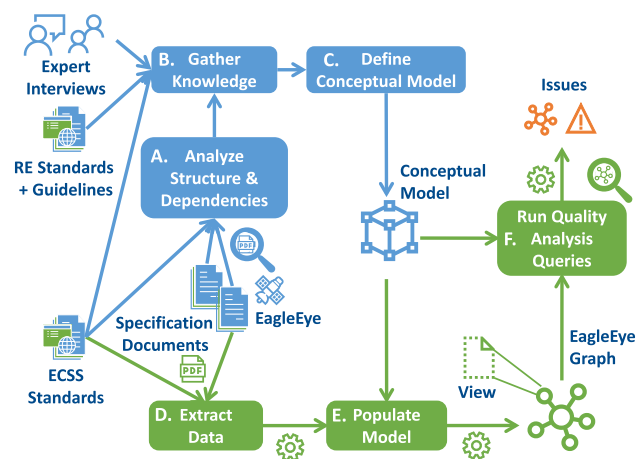 Expert
Interviews
B. Gather
Knowledge
C. Define
Conceptual Model
Issues
RE Standards
+ Guidelines
A. Analyze
Structure &
Dependencies
Conceptual
Model
F. Run Quality
Analysis
Queries
PDF
Specification
Documents
EagleEye
ECSS
Standards
PDF
View
EagleEye
Graph
D. Extract
Data
E. Populate
Model